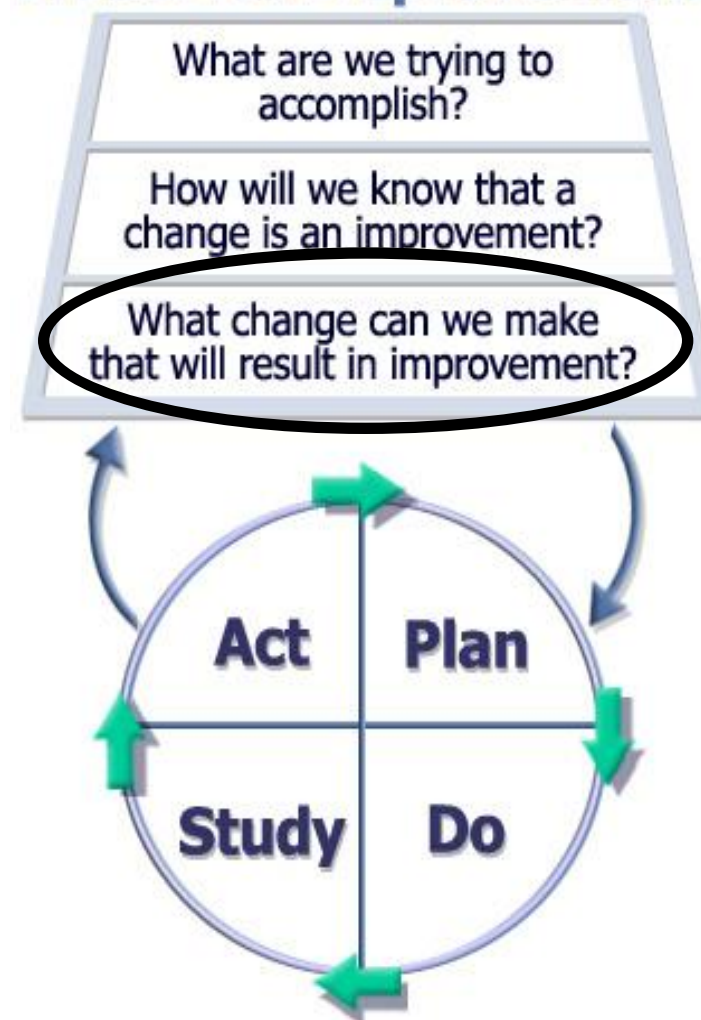 What are we trying to
accomplish?
How will we know that a
change is an improvement?
What change can we make
that will result in improvement?
Act
Plan
Study
Do